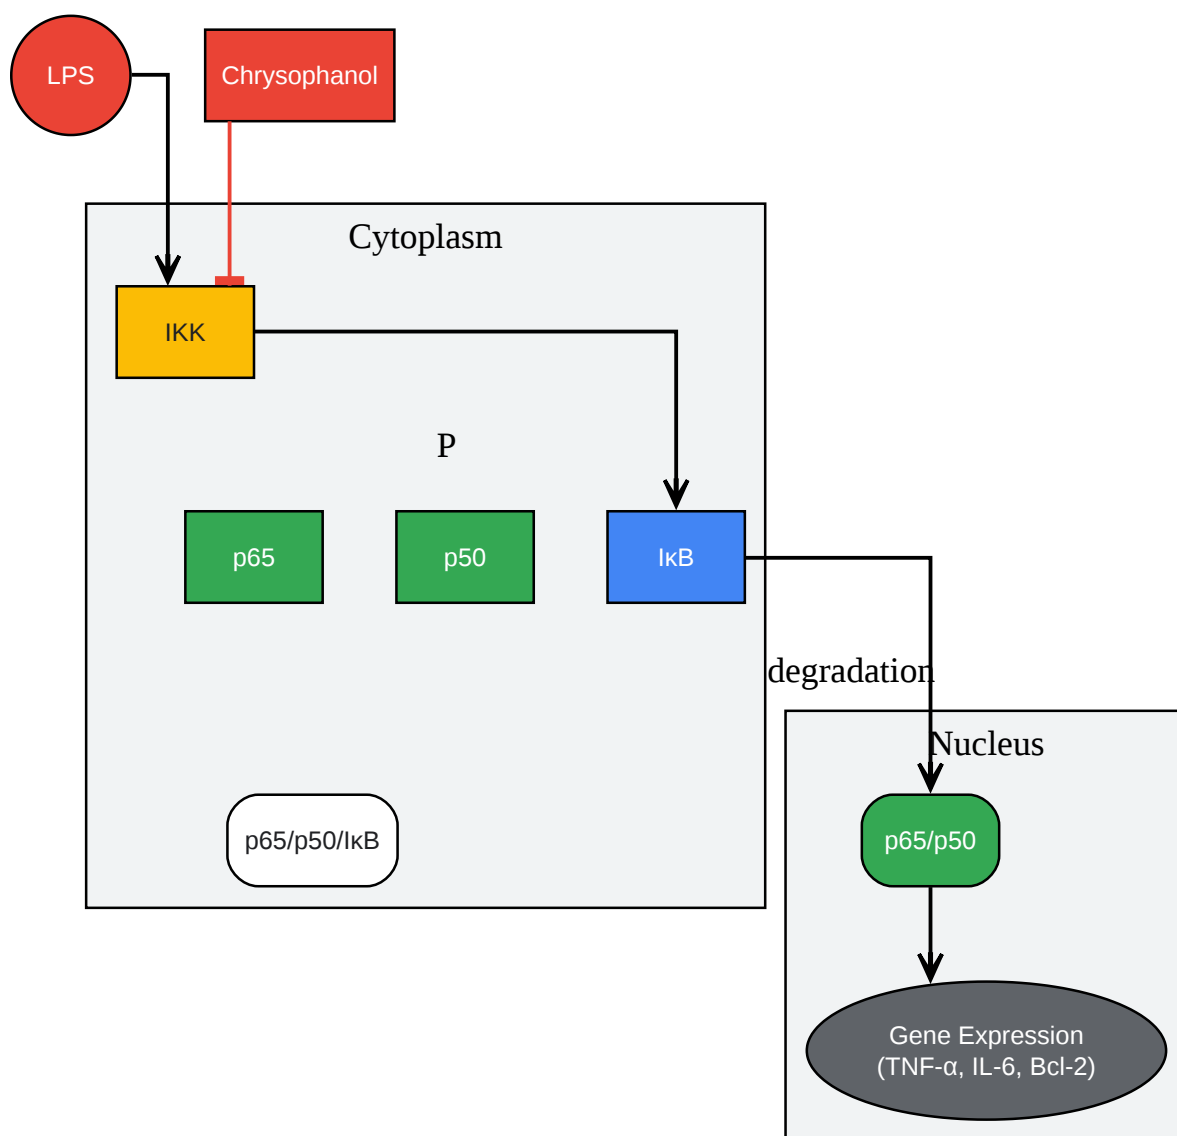 LPS
Chrysophanol
Cytoplasm
IKK
P
p65
p50
IκB
degradation
Nucleus
p65/p50/IκB
p65/p50
Gene Expression
(TNF-α, IL-6, Bcl-2)